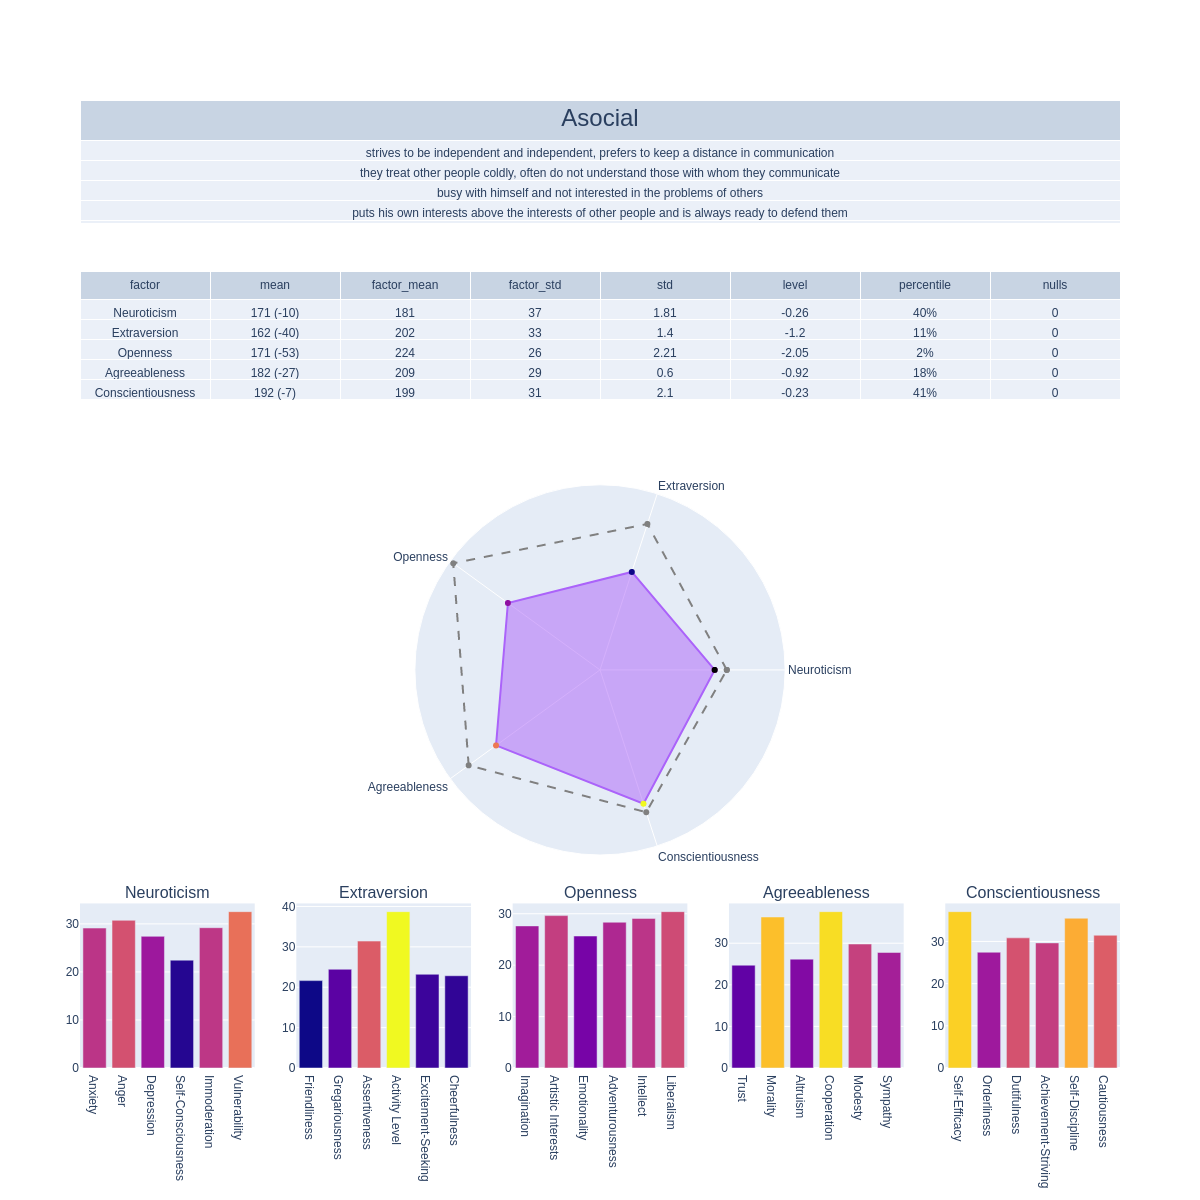 Asocial
strives to be independent and independent, prefers to keep a distance in communication
they treat other people coldly, often do not understand those with whom they communicate
busy with himself and not interested in the problems of others
puts his own interests above the interests of other people and is always ready to defend them
factor mean factor_mean factor_std std level percentile nulls
Neuroticism 171 (-10) 181 37 1.81 -0.26 40% 0
Extraversion 162 (-40) 202 33 1.4 -1.2 11% 0
Openness 171 (-53) 224 26 2.21 -2.05 2% 0
Agreeableness 182 (-27) 209 29 0.6 -0.92 18% 0
Conscientiousness 192 (-7) 199 31 2.1 -0.23 41% 0
Extraversion
Openness
Neuroticism
Agreeableness
Conscientiousness
Neuroticism
30
20
10
0
Anxiety
Anger
Depression
Self-Consciousness
Immoderation
Vulnerability
Extraversion
40
30
20
10
0
Friendliness
Gregariousness
Assertiveness
Activity Level
Excitement-Seeking
Cheerfulness
Openness
30
20
10
0
Imagination
Artistic Interests
Emotionality
Adventurousness
Intellect
Liberalism
Agreeableness
30
20
10
0
Trust
Morality
Altruism
Cooperation
Modesty
Sympathy
Conscientiousness
30
20
10
0
Self-Efficacy
Orderliness
Dutifulness
Achievement-Striving
Self-Discipline
Cautiousness